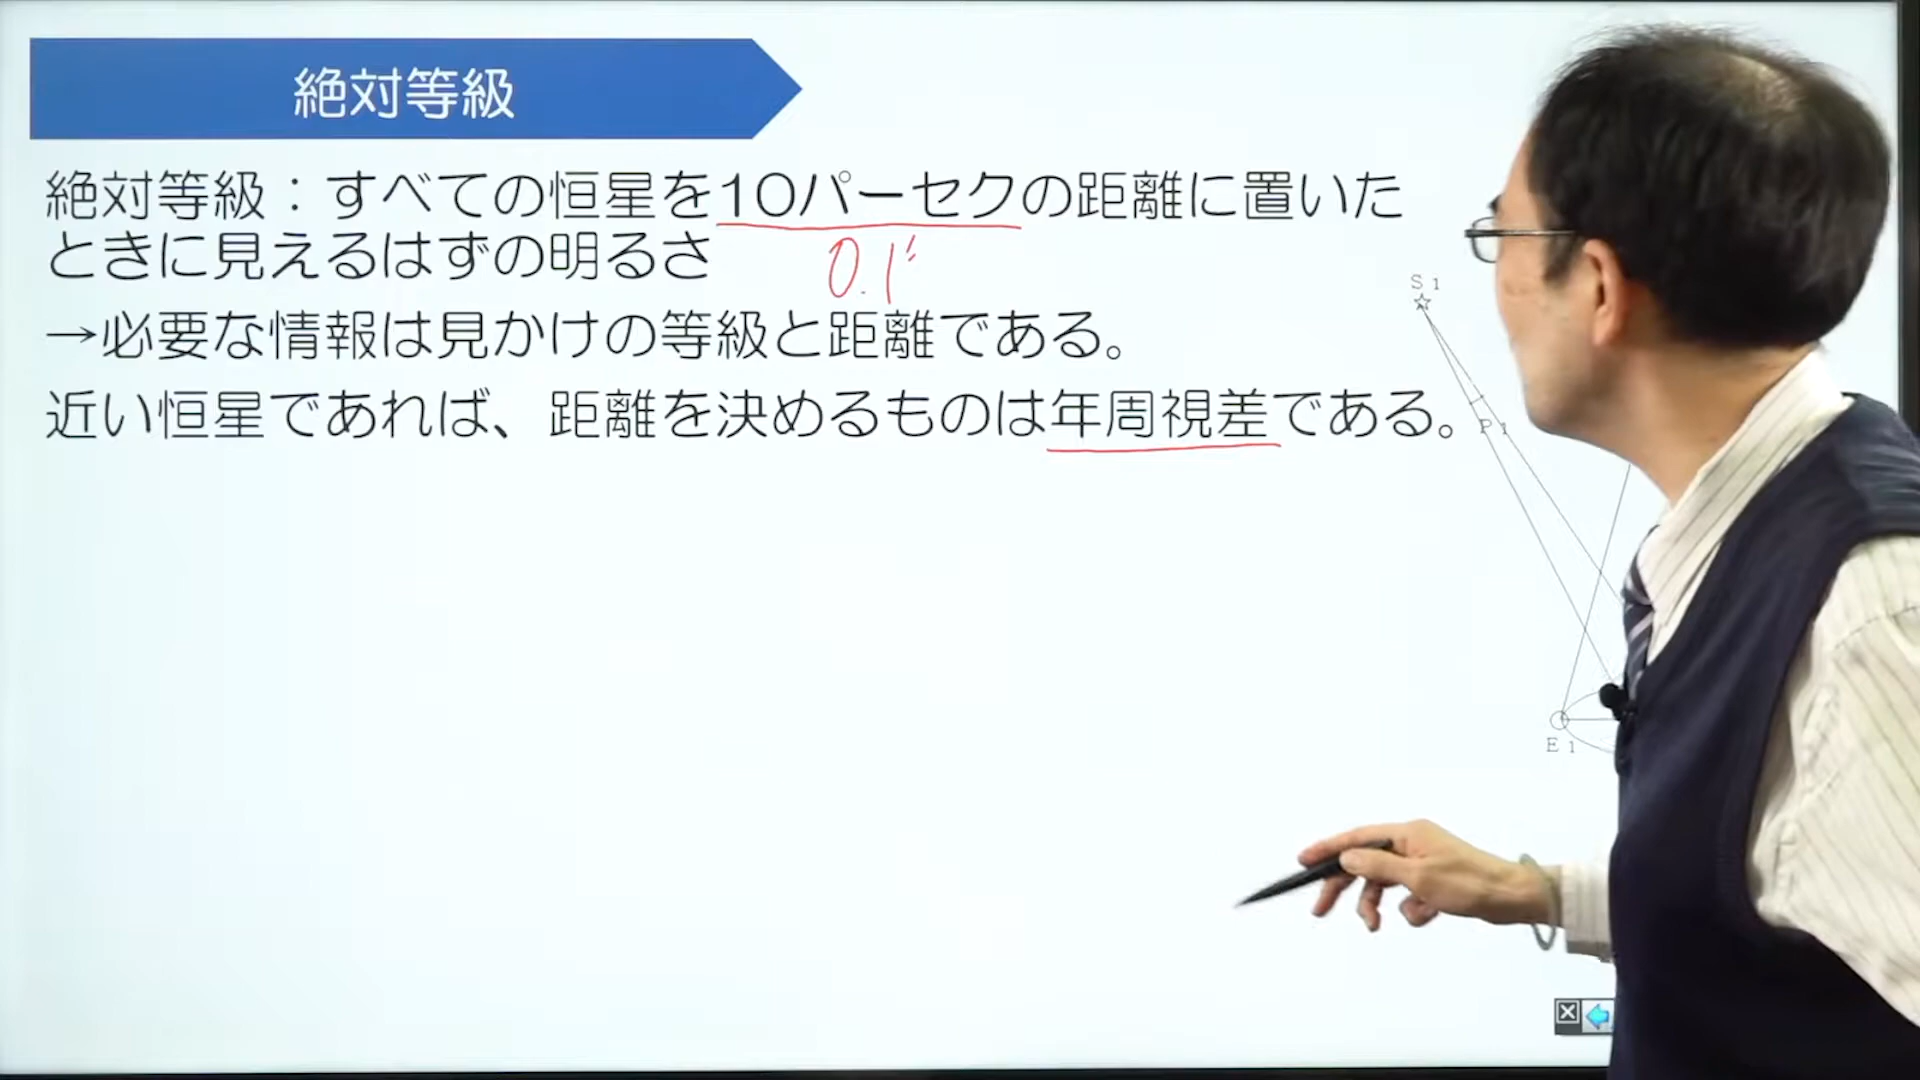 絶対等級
絶対等級：すべての恒星を10パーセクの距離に置いた
ときに見えるはずの明るさ
0.1″
→必要な情報は見かけの等級と距離である。
近い恒星であれば、距離を決めるものは年周視差である。
S1
P1
E1